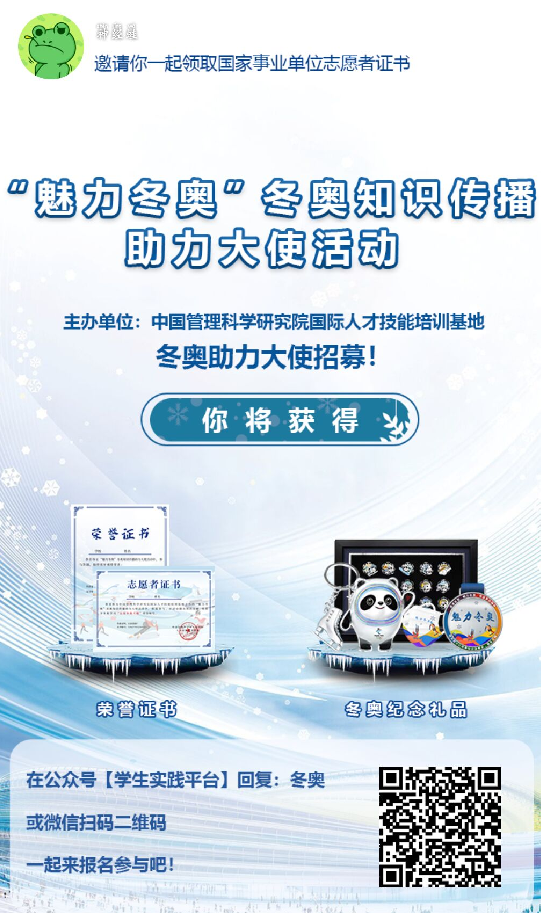 邀请你一起领取国家事业单位志愿者证书
“魅力冬奥”冬奥知识传播
助力大使活动
主办单位：中国管理科学研究院国际人才技能培训基地
冬奥助力大使招募！
你将获得
荣誉证书
志愿者证书
魅力冬奥
荣誉证书
冬奥纪念礼品
在公众号【学生实践平台】回复：冬奥
或微信扫码二维码
一起来报名参与吧！